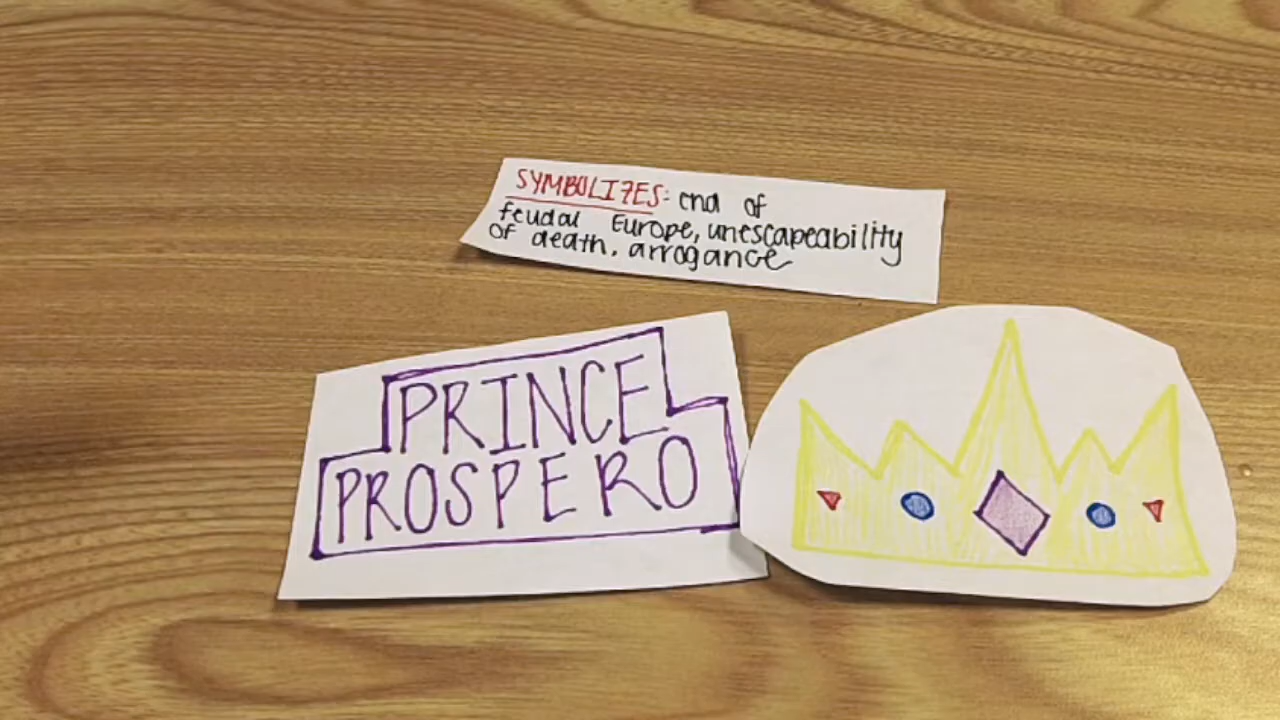 SYMBOLIZES: end of
feudal Europe, unescapeability
of death, arrogance
PRINCE
PROSPERO